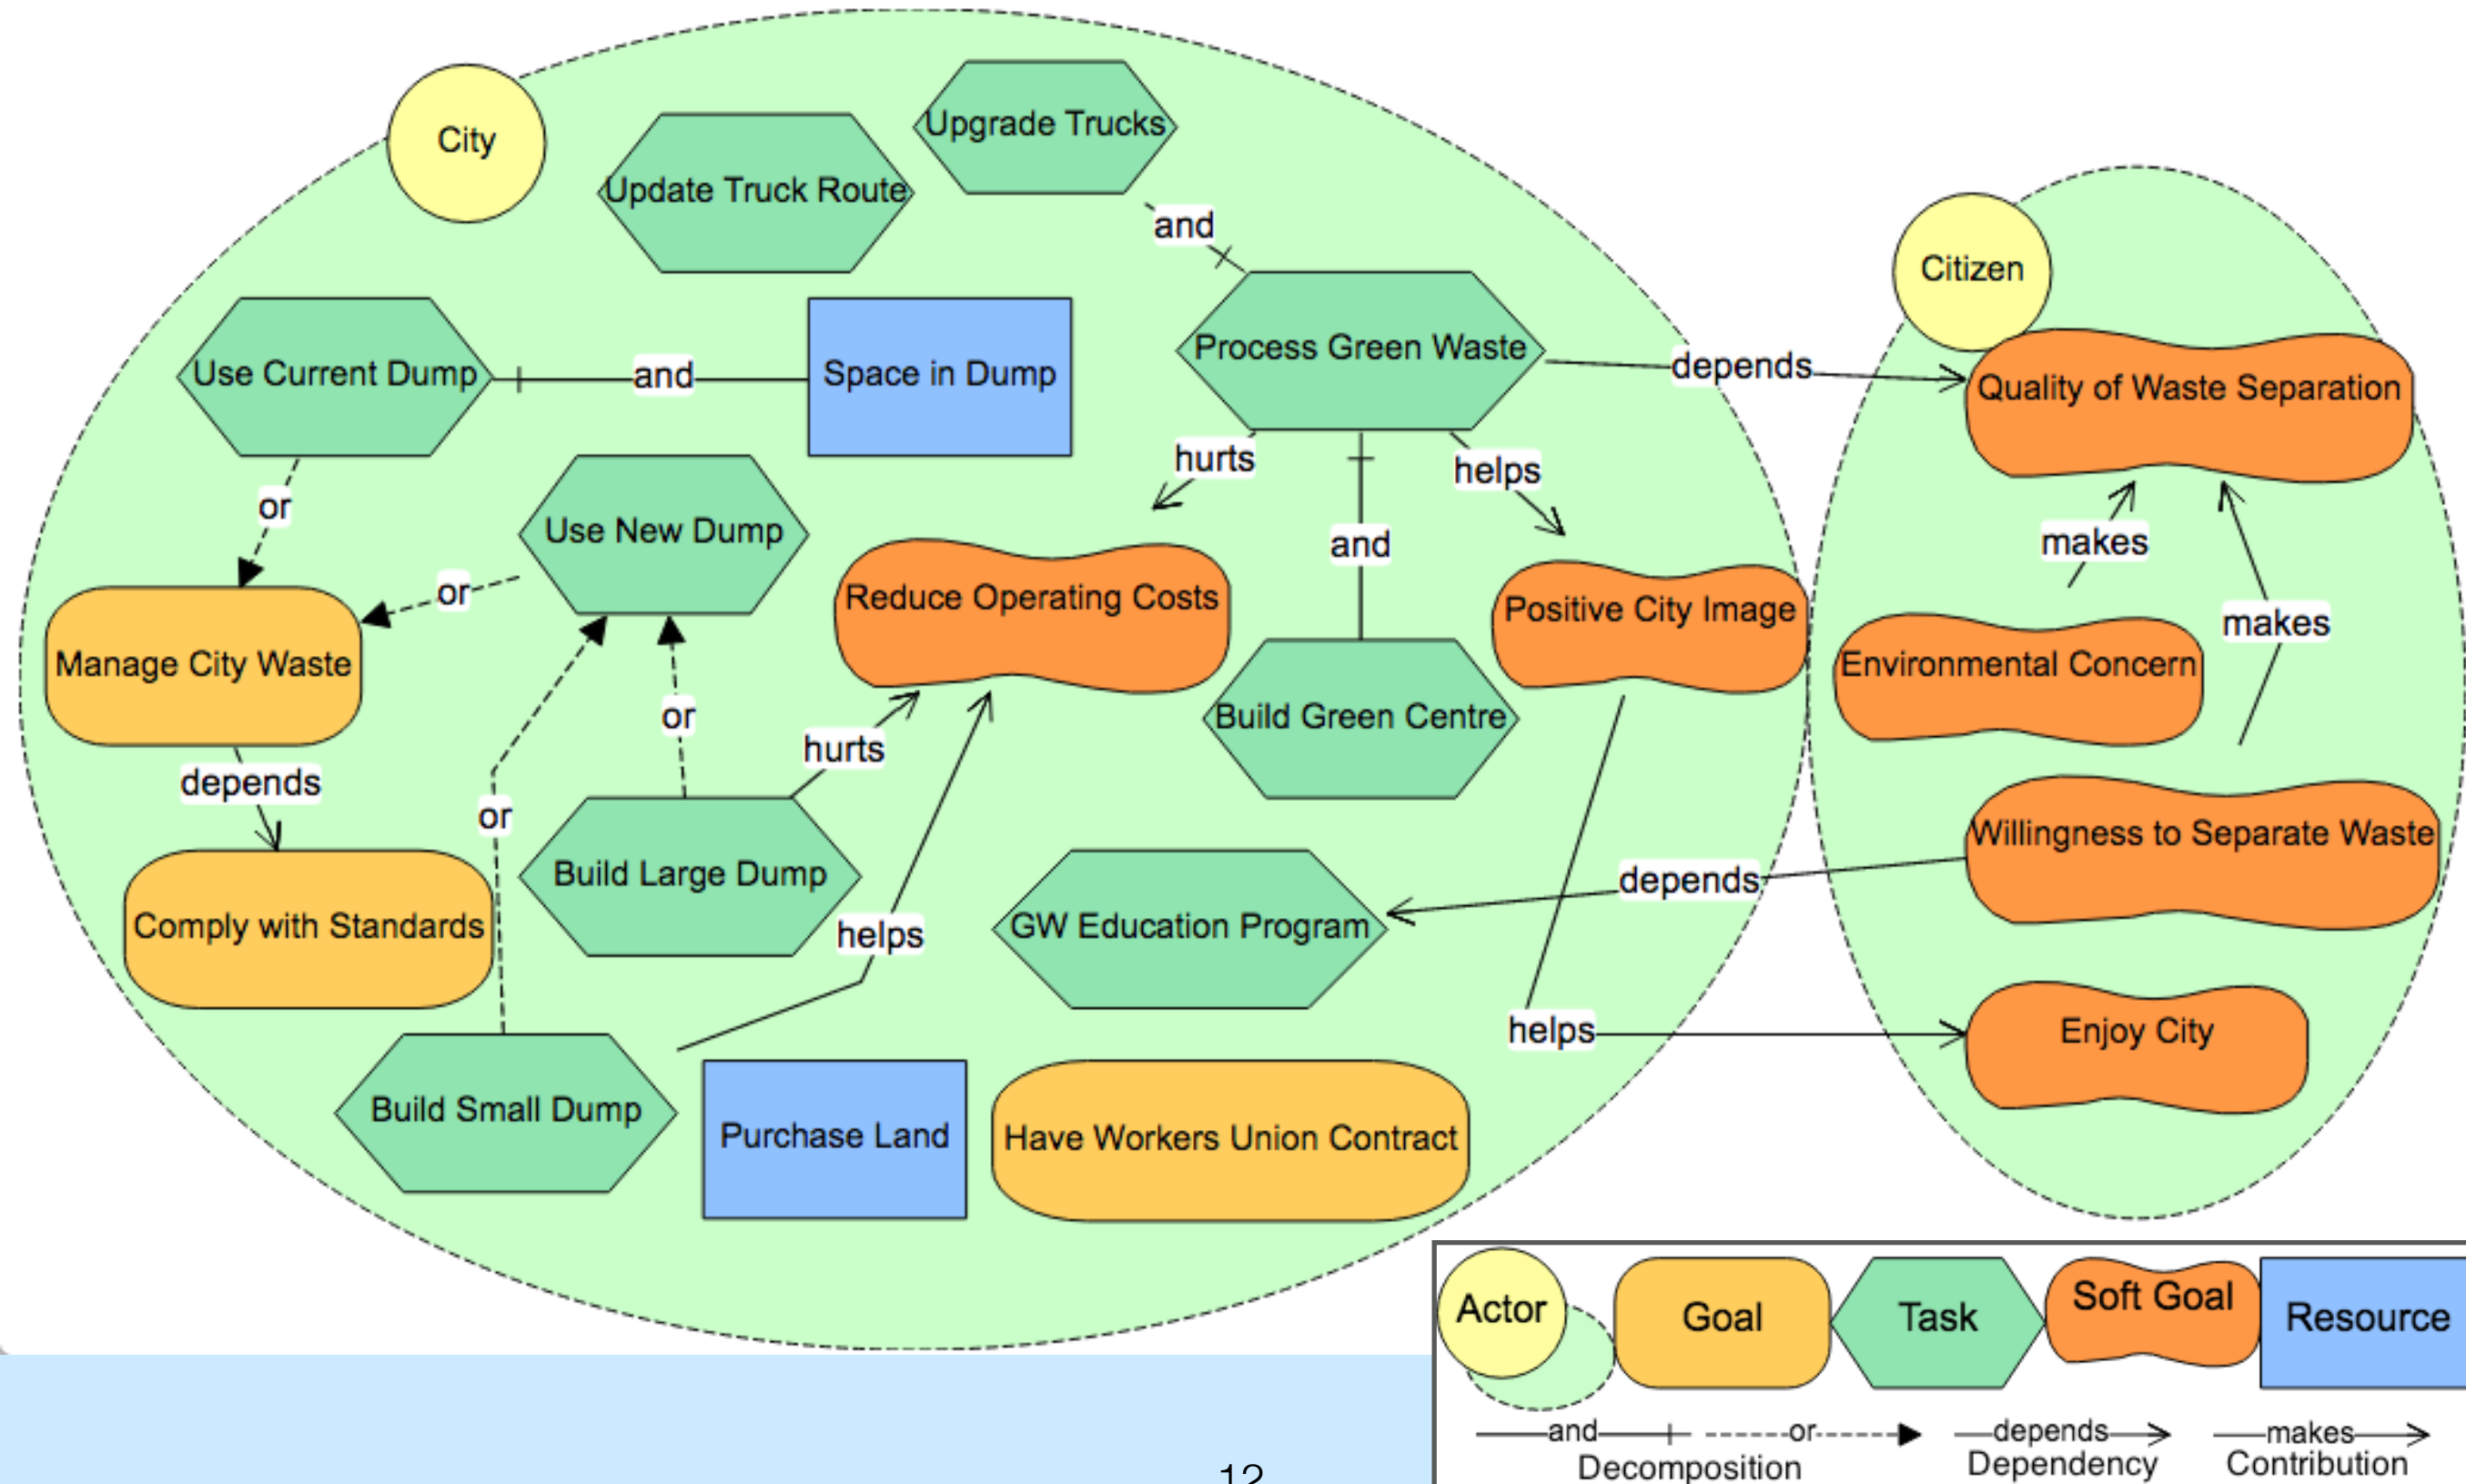 City
Upgrade Trucks
Update Truck Route
and
Citizen
Process Green Waste
depends
Quality of Waste Separation
Use Current Dump
and
Space in Dump
hurts
helps
or
Use New Dump
and
makes
or
Reduce Operating Costs
Positive City Image
makes
Manage City Waste
Environmental Concern
or
Build Green Centre
hurts
depends
or
Build Large Dump
Willingness to Separate Waste
depends
Comply with Standards
helps
GW Education Program
helps
Enjoy City
Build Small Dump
Purchase Land
Have Workers Union Contract
Actor
Goal
Task
Soft Goal
Resource
and
or
depends
makes
Decomposition
Dependency
Contribution
12